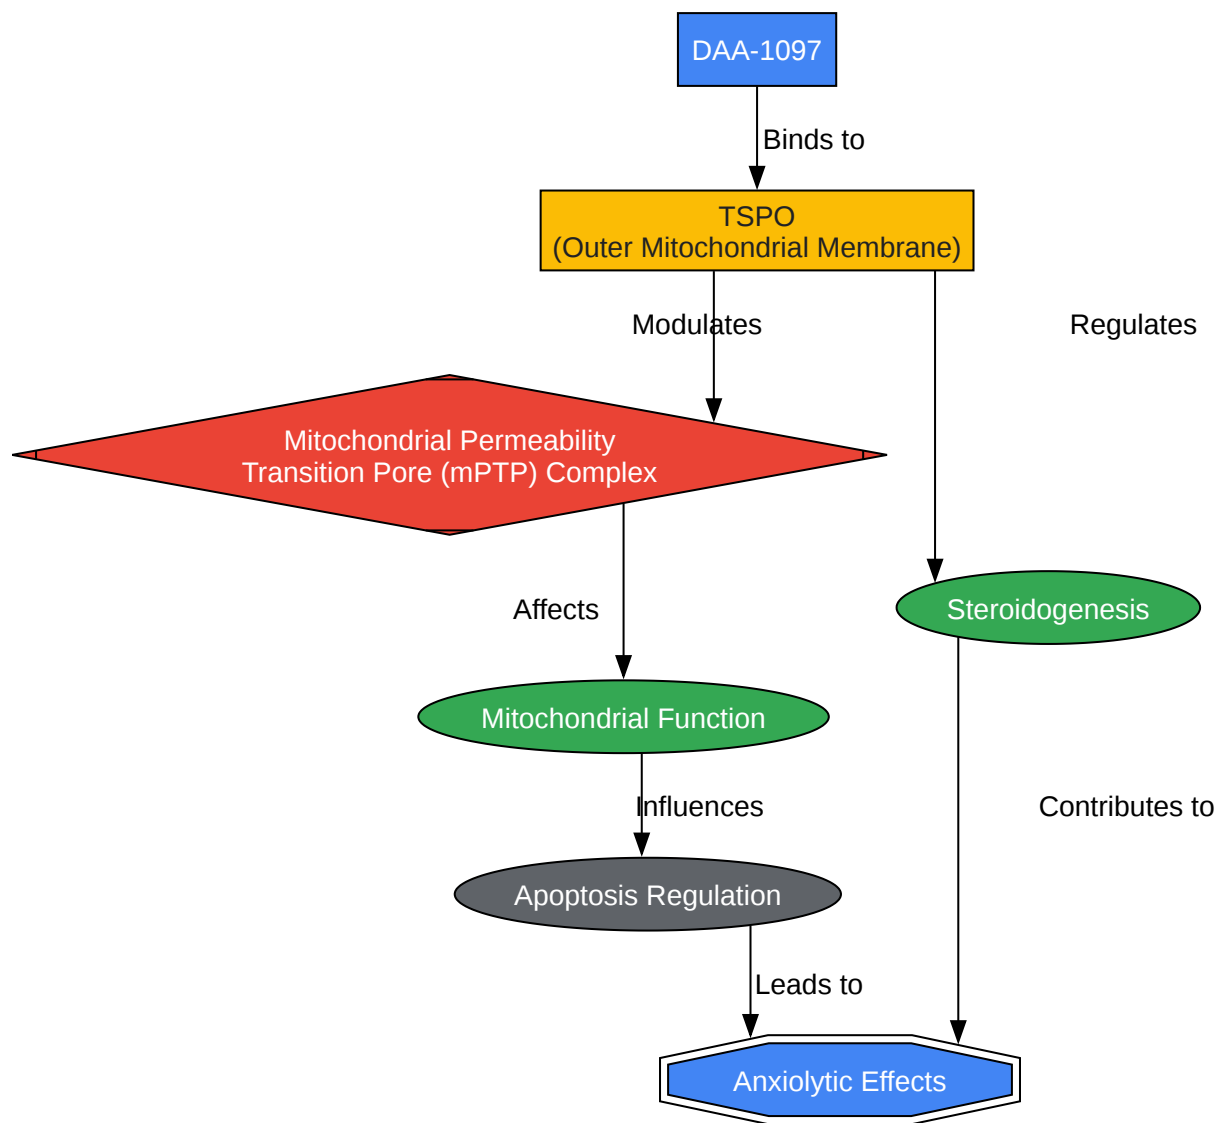 DAA-1097
Binds to
TSPO
(Outer Mitochondrial Membrane)
Modulates
Regulates
Mitochondrial Permeability
Transition Pore (mPTP) Complex
Affects
Steroidogenesis
Mitochondrial Function
Influences
Contributes to
Apoptosis Regulation
Leads to
Anxiolytic Effects